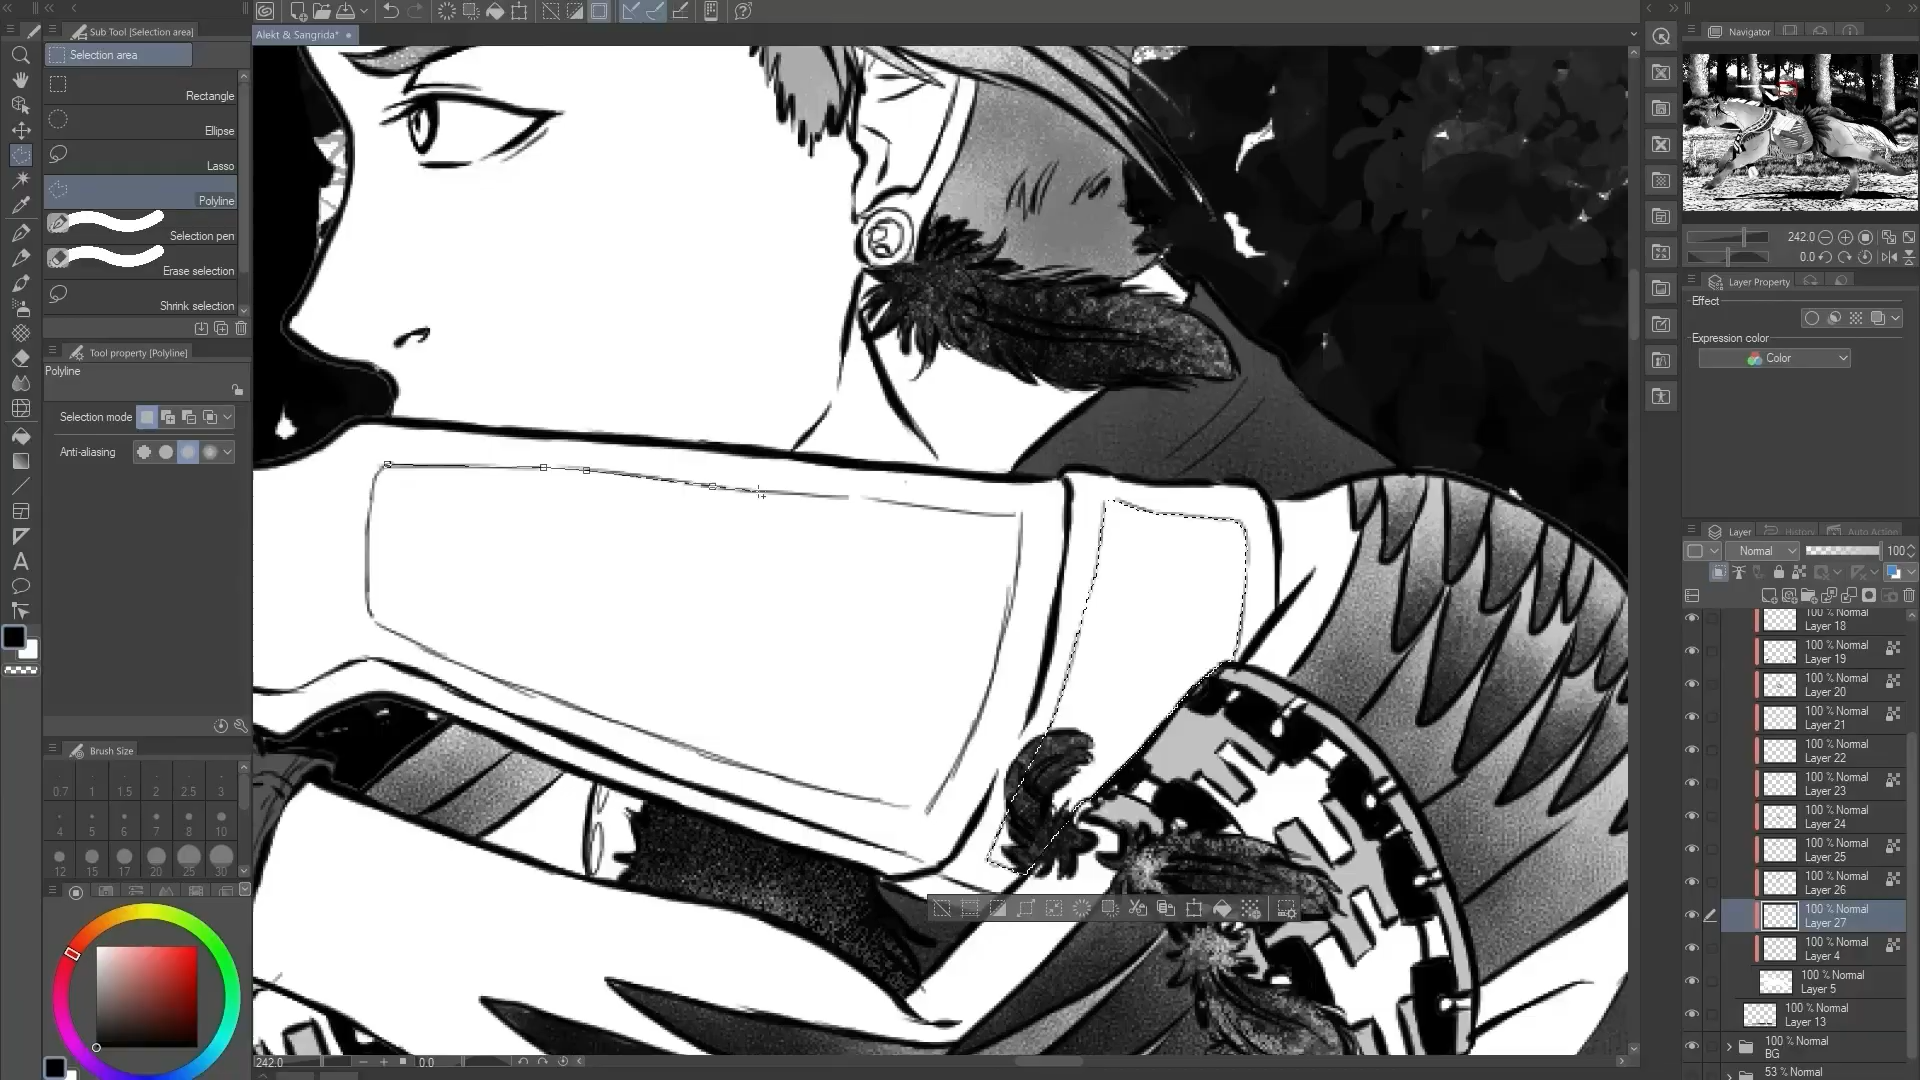 Sub Tool [Selection area]
Navigator
Alekt & Sangrida*
Selection area
Rectangle
Ellipse
Lasso
Polyline
Selection pen
Erase selection
Shrink selection
242.0
0.0
Layer Property
Effect
Expression color
Color
Tool property [Polyline]
Polyline
Selection mode
Anti-aliasing
Layer
History
Auto Action
Normal
100
100 % Normal
Layer 18
100 % Normal
Layer 19
100 % Normal
Layer 20
100 % Normal
Layer 21
100 % Normal
Layer 22
100 % Normal
Layer 23
100 % Normal
Layer 24
100 % Normal
Layer 25
100 % Normal
Layer 26
100 % Normal
Layer 27
100 % Normal
Layer 4
100 % Normal
Layer 5
100 % Normal
Layer 13
100 % Normal
BG
53 % Normal
Brush Size
0.7 1 1.5 2 2.5 3
4 5 6 7 8 10
12 15 17 20 25 30
242.0
0.0